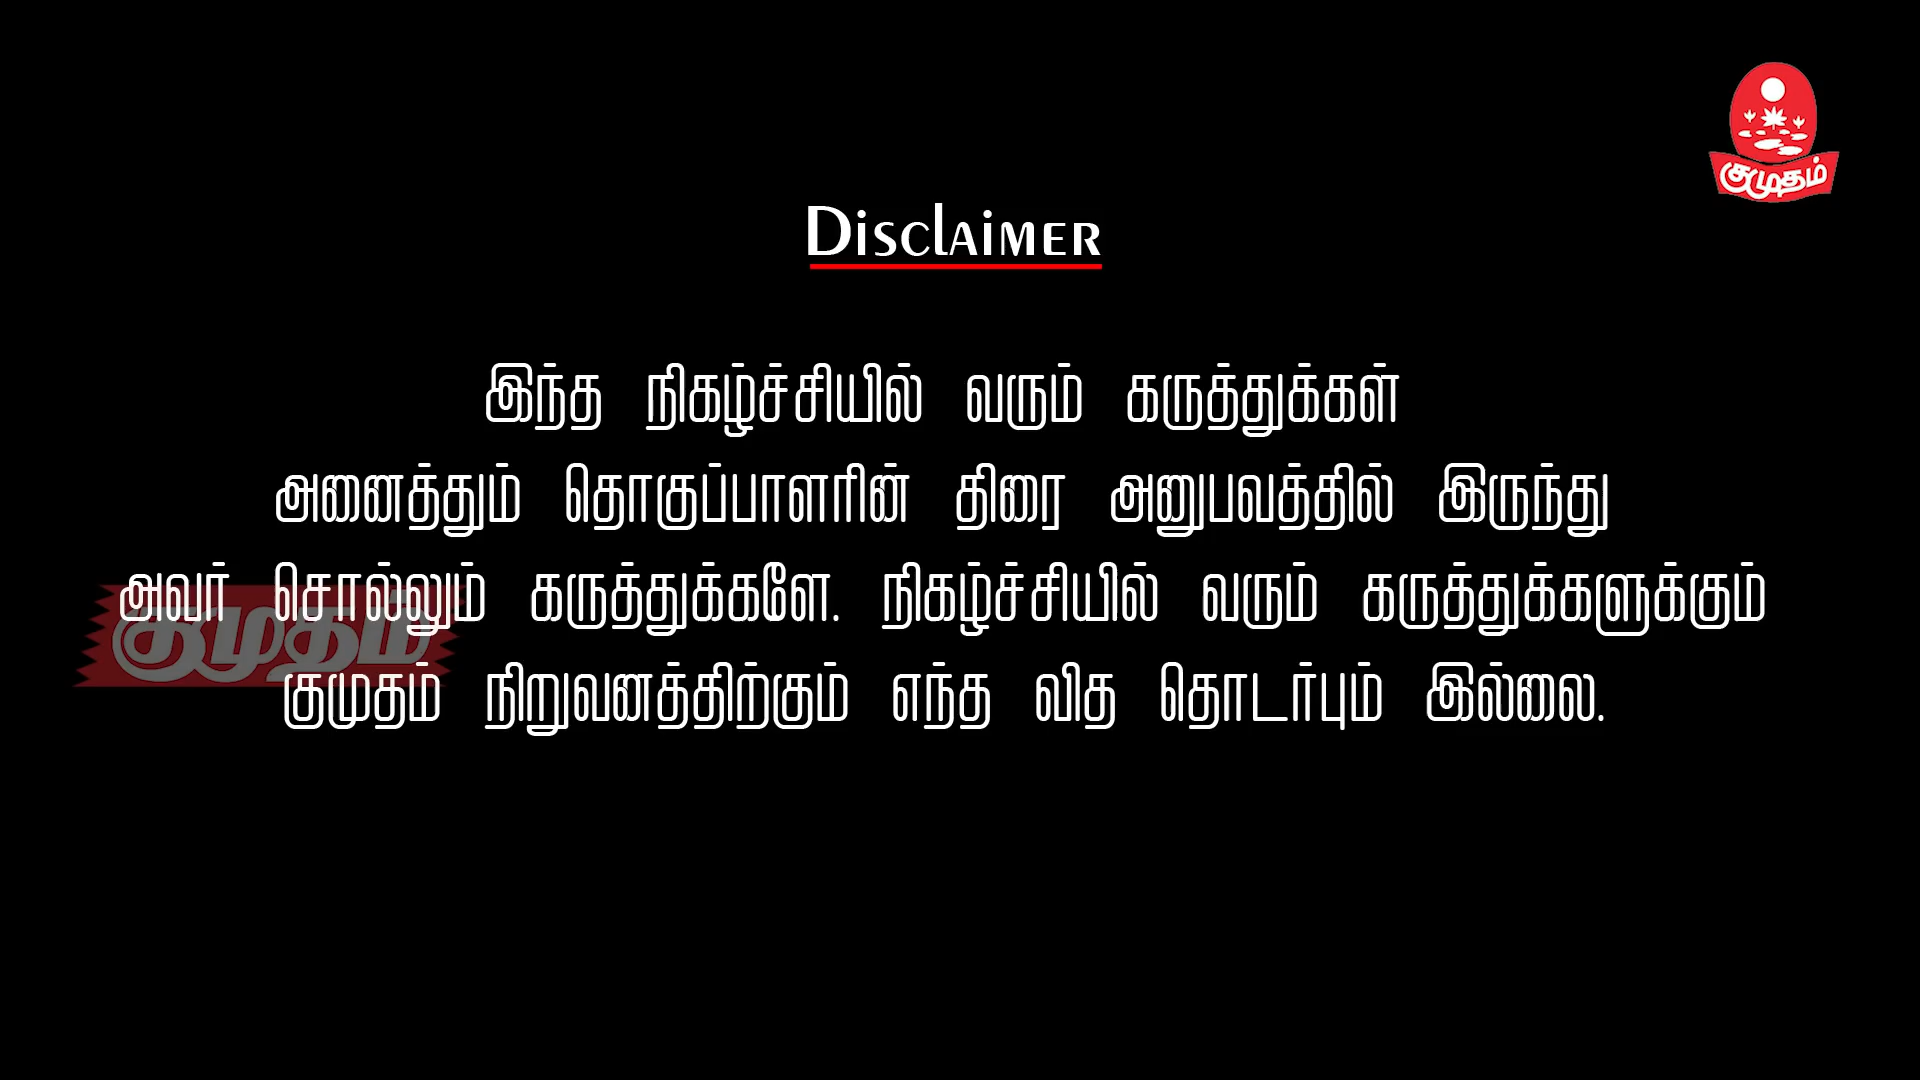 குமுதம்
Disclaimer
இந்த நிகழ்ச்சியில் வரும் கருத்துக்கள்
அனைத்தும் தொகுப்பாளரின் திரை அனுபவத்தில் இருந்து
அவர் சொல்லும் கருத்துக்களே. நிகழ்ச்சியில் வரும் கருத்துக்களுக்கும்
குமுதம்
குமுதம் நிறுவனத்திற்கும் எந்த வித தொடர்பும் இல்லை.